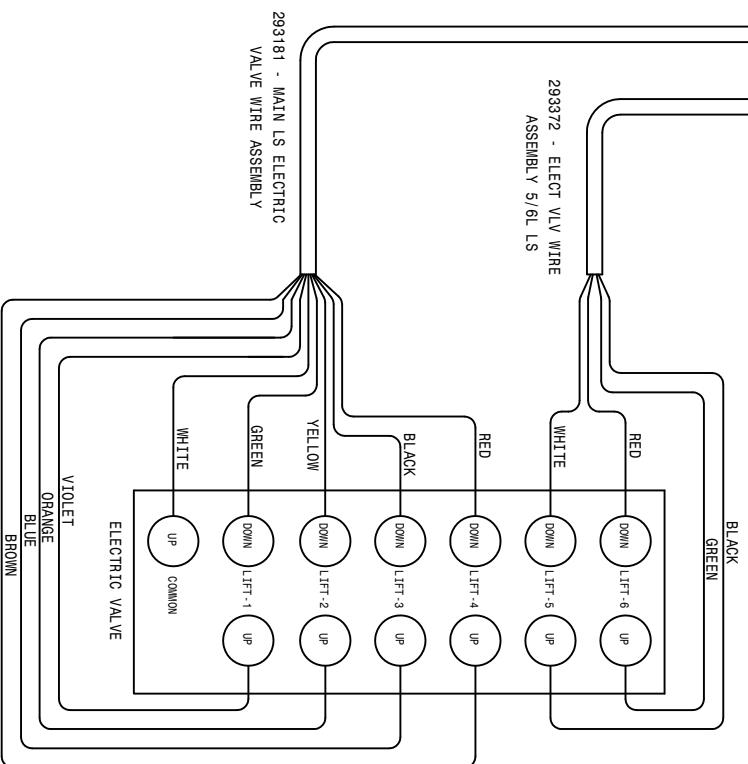 293181 - MAIN LS ELECTRIC
VALVE WIRE ASSEMBLY
293372 - ELECT VLV WIRE
ASSEMBLY 5/6L LS
WHITE
GREEN
YELLOW
BLACK
RED
WHITE
RED
BLACK
GREEN
VIOLET
ORANGE
BLUE
BROWN
ELECTRIC VALVE
UP
COMMON
DOWN
LIFT-1
UP
DOWN
LIFT-2
UP
DOWN
LIFT-3
UP
DOWN
LIFT-4
UP
DOWN
LIFT-5
UP
DOWN
LIFT-6
UP